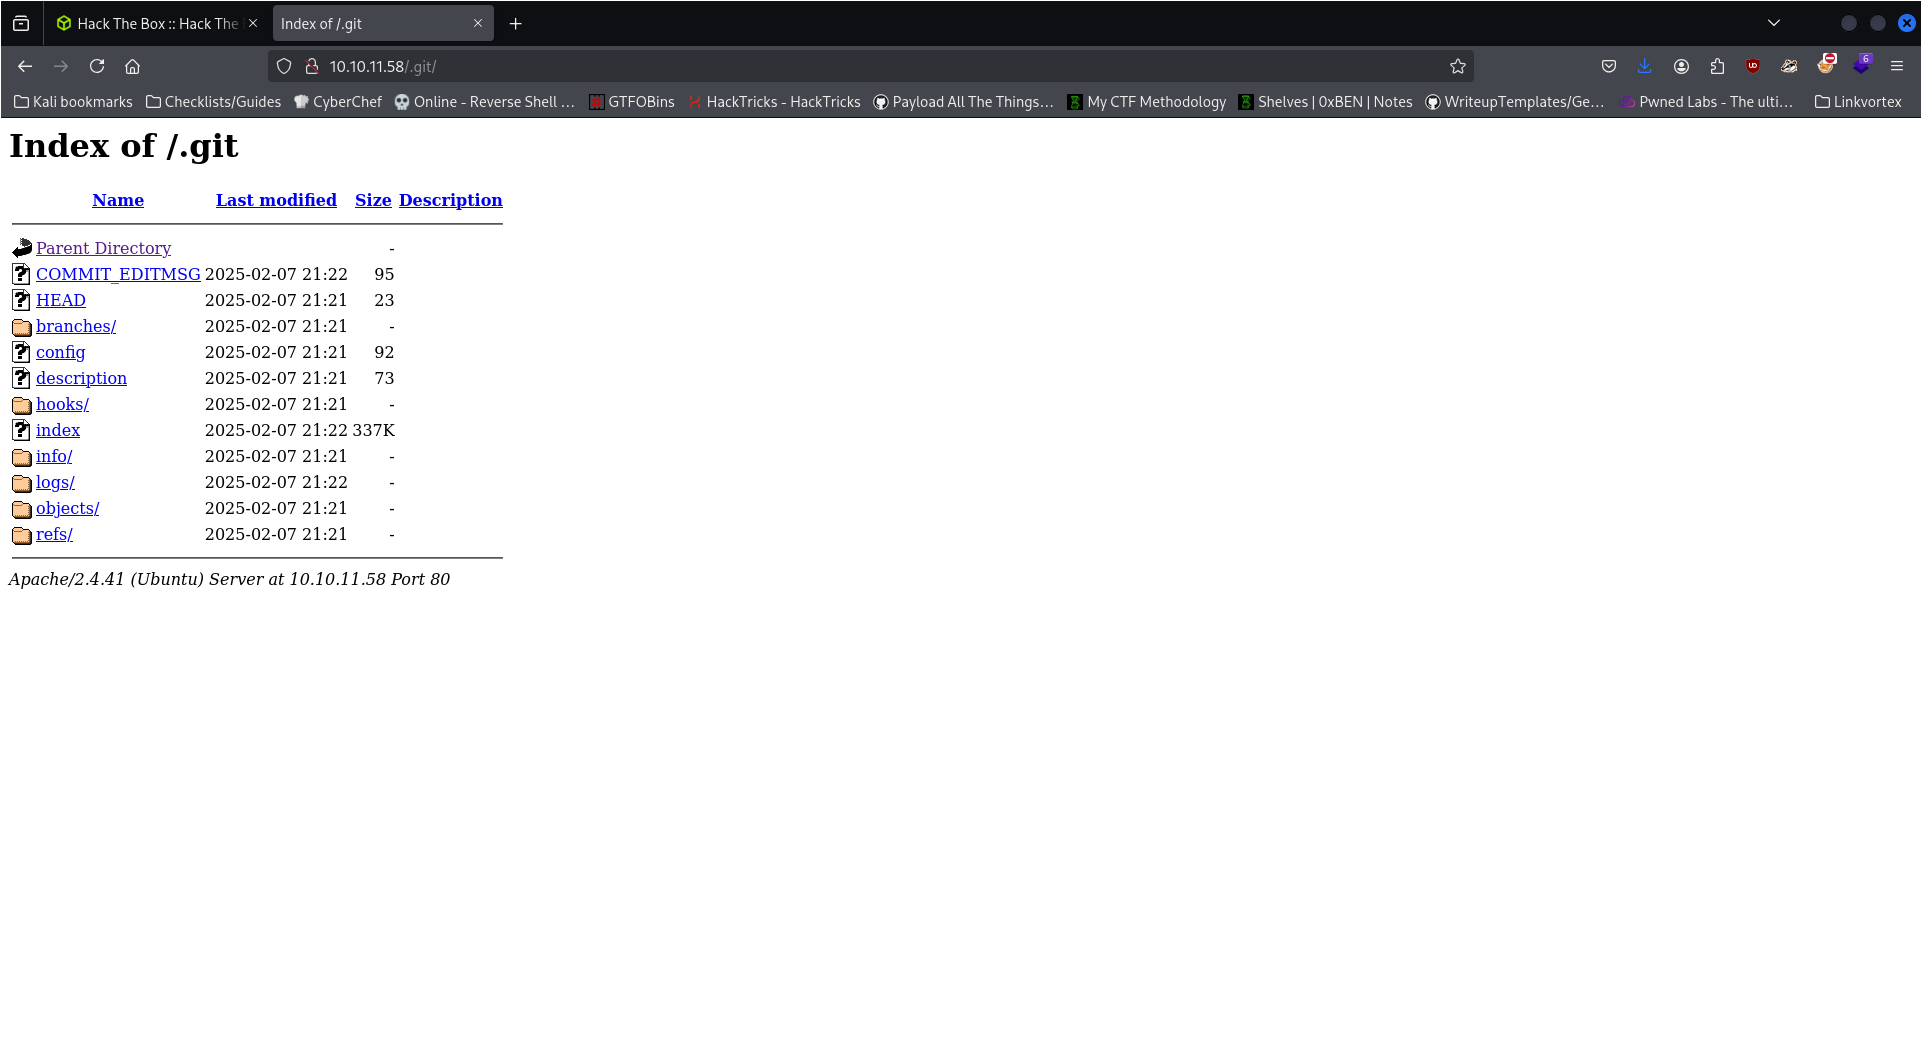 Hack The Box :: Hack The
Index of /.git
10.10.11.58/.git/
6
Kali bookmarks Checklists/Guides CyberChef Online - Reverse Shell … GTFOBins HackTricks - HackTricks Payload All The Things… My CTF Methodology Shelves | 0xBEN | Notes WriteupTemplates/Ge… Pwned Labs - The ulti… Linkvortex
Index of /.git
Name Last modified Size Description
Parent Directory -
COMMIT_EDITMSG 2025-02-07 21:22 95
HEAD 2025-02-07 21:21 23
branches/ 2025-02-07 21:21 -
config 2025-02-07 21:21 92
description 2025-02-07 21:21 73
hooks/ 2025-02-07 21:21 -
index 2025-02-07 21:22 337K
info/ 2025-02-07 21:21 -
logs/ 2025-02-07 21:22 -
objects/ 2025-02-07 21:21 -
refs/ 2025-02-07 21:21 -
Apache/2.4.41 (Ubuntu) Server at 10.10.11.58 Port 80